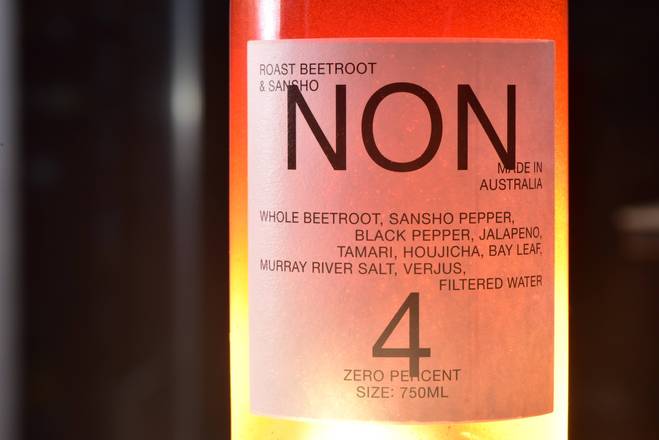 ROAST BEETROOT
& SANSHO
NON
MADE IN
AUSTRALIA
WHOLE BEETROOT, SANSHO PEPPER,
BLACK PEPPER, JALAPENO,
TAMARI, HOUJICHA, BAY LEAF,
MURRAY RIVER SALT, VERJUS,
FILTERED WATER
4
ZERO PERCENT
SIZE: 750ML